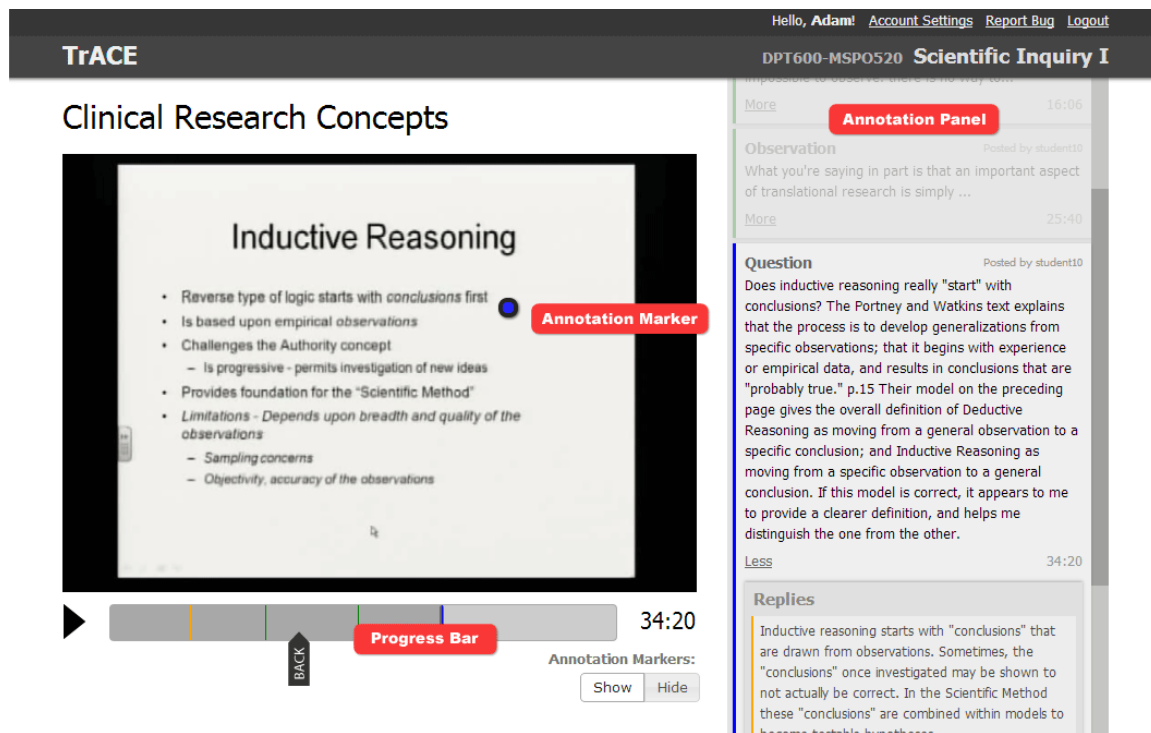 Hello, Adam! Account Settings Report Bug Logout
TrACE
DPT600-MSPO520 Scientific Inquiry I
Clinical Research Concepts
Inductive Reasoning
• Reverse type of logic starts with conclusions first
• Is based upon empirical observations
• Challenges the Authority concept
– Is progressive - permits investigation of new ideas
• Provides foundation for the "Scientific Method"
• Limitations - Depends upon breadth and quality of the
observations
– Sampling concerns
– Objectivity, accuracy of the observations
Annotation Marker
34:20
BACK
Progress Bar
Annotation Markers:
Show Hide
impossible to observe. there is no way to...
More 16:06
Annotation Panel
Observation Posted by student10
What you're saying in part is that an important aspect
of translational research is simply ...
More 25:40
Question Posted by student10
Does inductive reasoning really "start" with
conclusions? The Portney and Watkins text explains
that the process is to develop generalizations from
specific observations; that it begins with experience
or empirical data, and results in conclusions that are
"probably true." p.15 Their model on the preceding
page gives the overall definition of Deductive
Reasoning as moving from a general observation to a
specific conclusion; and Inductive Reasoning as
moving from a specific observation to a general
conclusion. If this model is correct, it appears to me
to provide a clearer definition, and helps me
distinguish the one from the other.
Less 34:20
Replies
Inductive reasoning starts with "conclusions" that
are drawn from observations. Sometimes, the
"conclusions" once investigated may be shown to
not actually be correct. In the Scientific Method
these "conclusions" are combined within models to
become testable hypotheses